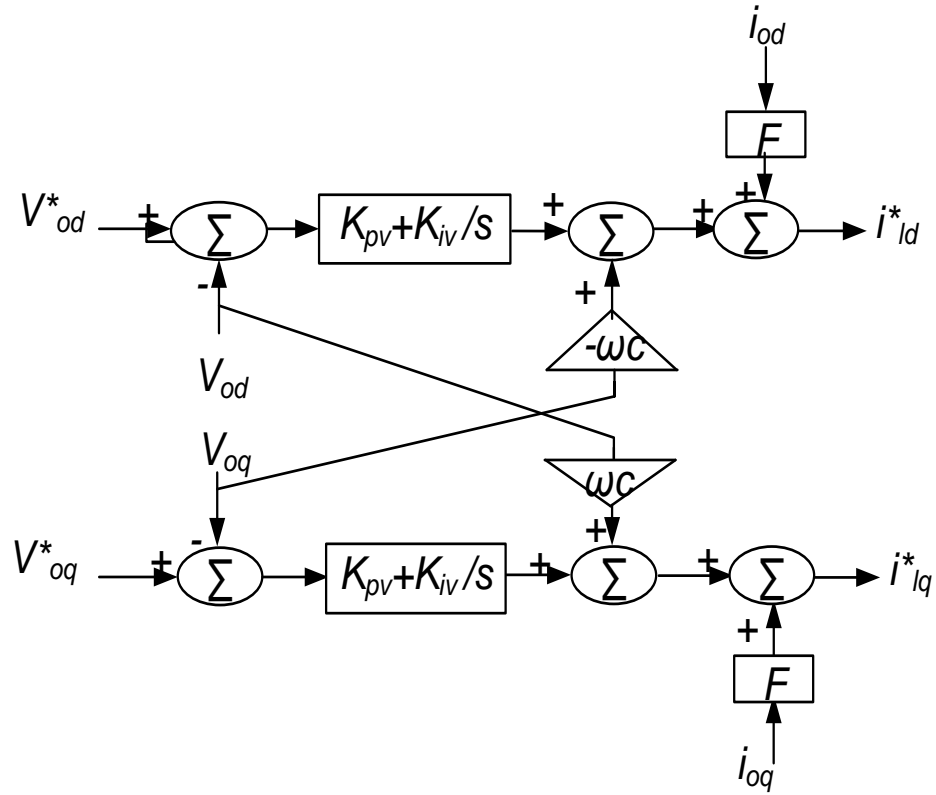 i_od
F
V*_od + Σ K_pv+K_iv/s + Σ + + Σ i*_ld
- +
-ωc
V_od
V_oq
ωc
- +
V*_oq + Σ K_pv+K_iv/s + Σ + Σ i*_lq
+
F
i_oq